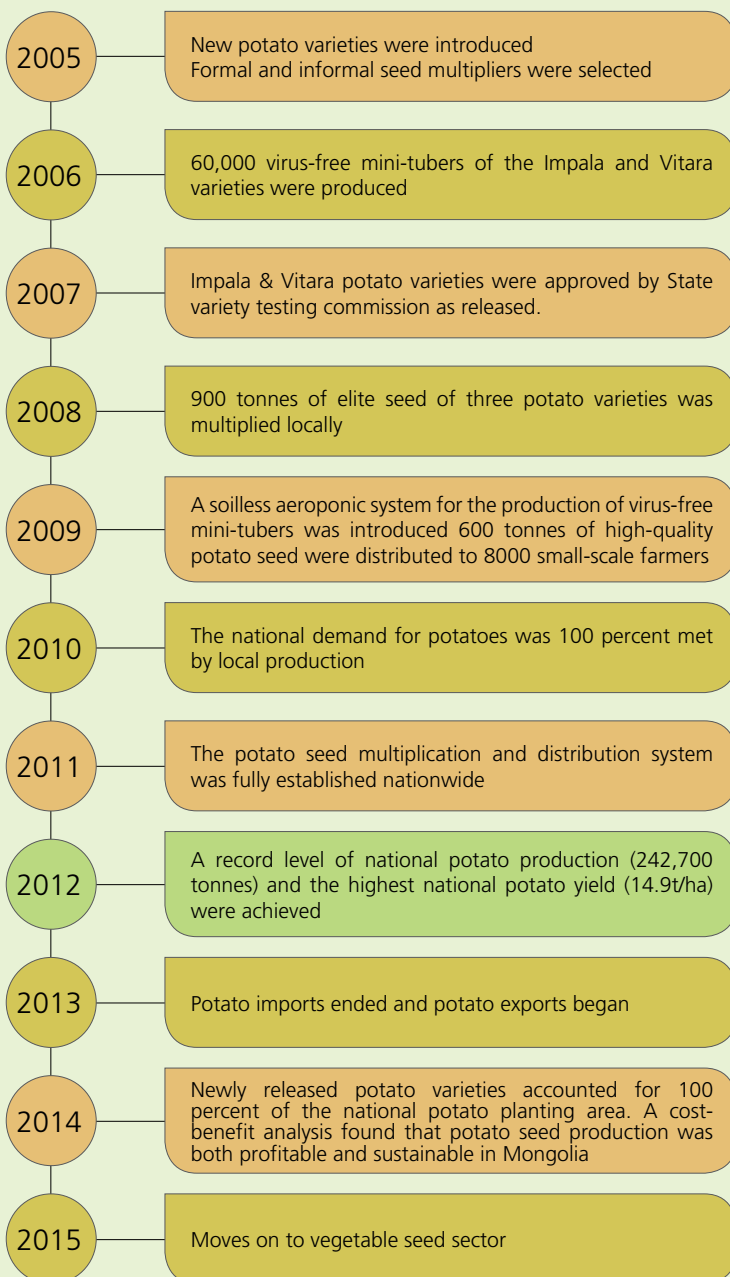 2005
New potato varieties were introduced
Formal and informal seed multipliers were selected
2006
60,000 virus-free mini-tubers of the Impala and Vitara
varieties were produced
2007
Impala & Vitara potato varieties were approved by State
variety testing commission as released.
2008
900 tonnes of elite seed of three potato varieties was
multiplied locally
2009
A soilless aeroponic system for the production of virus-free
mini-tubers was introduced 600 tonnes of high-quality
potato seed were distributed to 8000 small-scale farmers
2010
The national demand for potatoes was 100 percent met
by local production
2011
The potato seed multiplication and distribution system
was fully established nationwide
2012
A record level of national potato production (242,700
tonnes) and the highest national potato yield (14.9t/ha)
were achieved
2013
Potato imports ended and potato exports began
2014
Newly released potato varieties accounted for 100
percent of the national potato planting area. A cost-
benefit analysis found that potato seed production was
both profitable and sustainable in Mongolia
2015
Moves on to vegetable seed sector